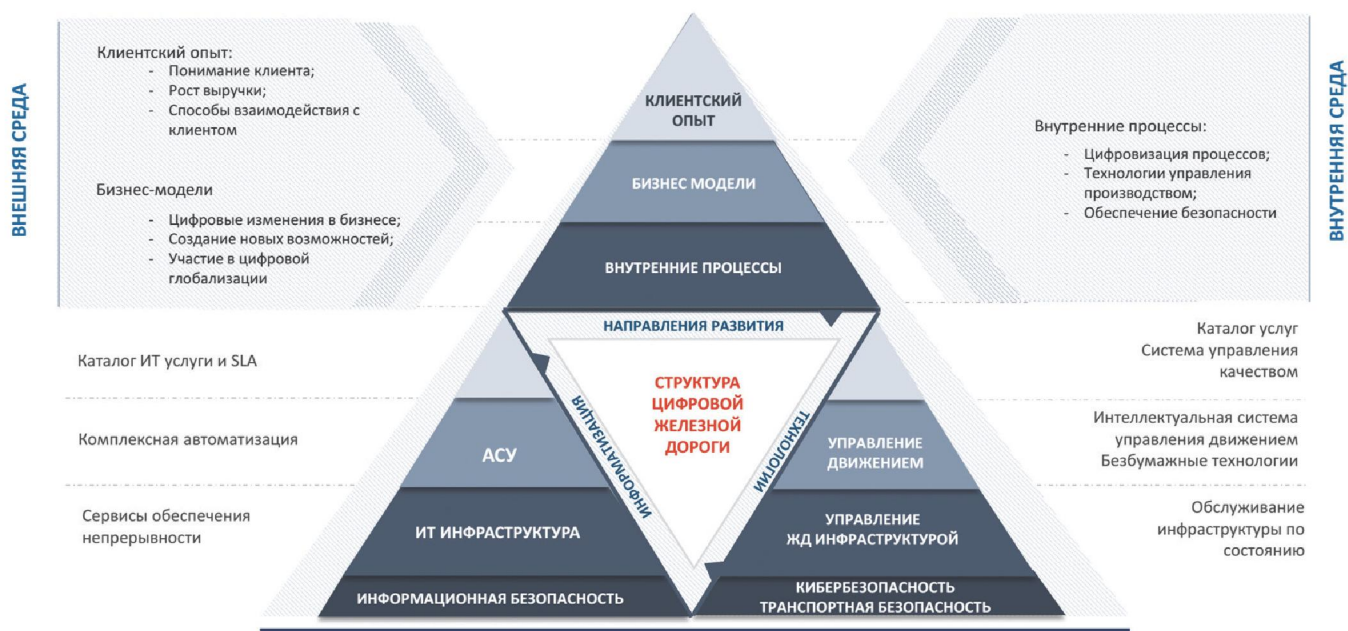 ВНЕШНЯЯ СРЕДА
Клиентский опыт:
- Понимание клиента;
- Рост выручки;
- Способы взаимодействия с
клиентом
Бизнес-модели
- Цифровые изменения в бизнесе;
- Создание новых возможностей;
- Участие в цифровой
глобализации
КЛИЕНТСКИЙ
ОПЫТ
БИЗНЕС МОДЕЛИ
ВНУТРЕННИЕ ПРОЦЕССЫ
Внутренние процессы:
- Цифровизация процессов;
- Технологии управления
производством;
- Обеспечение безопасности
ВНУТРЕННЯЯ СРЕДА
НАПРАВЛЕНИЯ РАЗВИТИЯ
ИНФОРМАТИЗАЦИЯ
ТЕХНОЛОГИИ
СТРУКТУРА
ЦИФРОВОЙ
ЖЕЛЕЗНОЙ
ДОРОГИ
Каталог ИТ услуги и SLA
Комплексная автоматизация
Сервисы обеспечения
непрерывности
АСУ
ИТ ИНФРАСТРУКТУРА
ИНФОРМАЦИОННАЯ БЕЗОПАСНОСТЬ
УПРАВЛЕНИЕ
ДВИЖЕНИЕМ
УПРАВЛЕНИЕ
ЖД ИНФРАСТРУКТУРОЙ
КИБЕРБЕЗОПАСНОСТЬ
ТРАНСПОРТНАЯ БЕЗОПАСНОСТЬ
Каталог услуг
Система управления
качеством
Интеллектуальная система
управления движением
Безбумажные технологии
Обслуживание
инфраструктуры по
состоянию